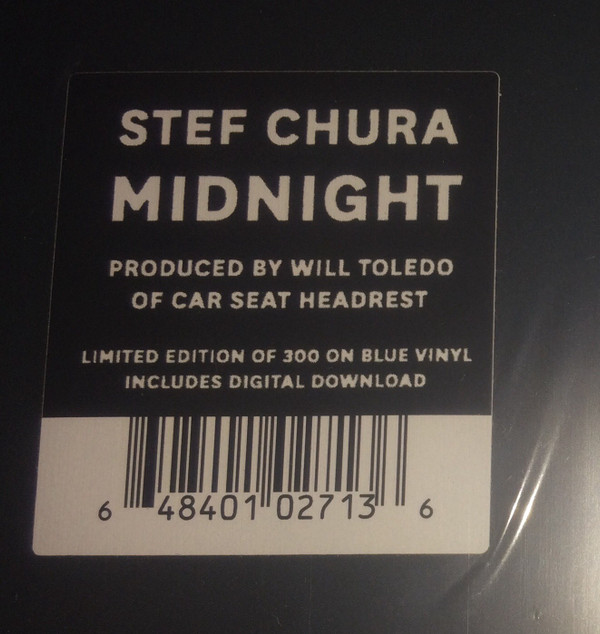 STEF CHURA
MIDNIGHT
PRODUCED BY WILL TOLEDO
OF CAR SEAT HEADREST
LIMITED EDITION OF 300 ON BLUE VINYL
INCLUDES DIGITAL DOWNLOAD
6 48401 02713 6